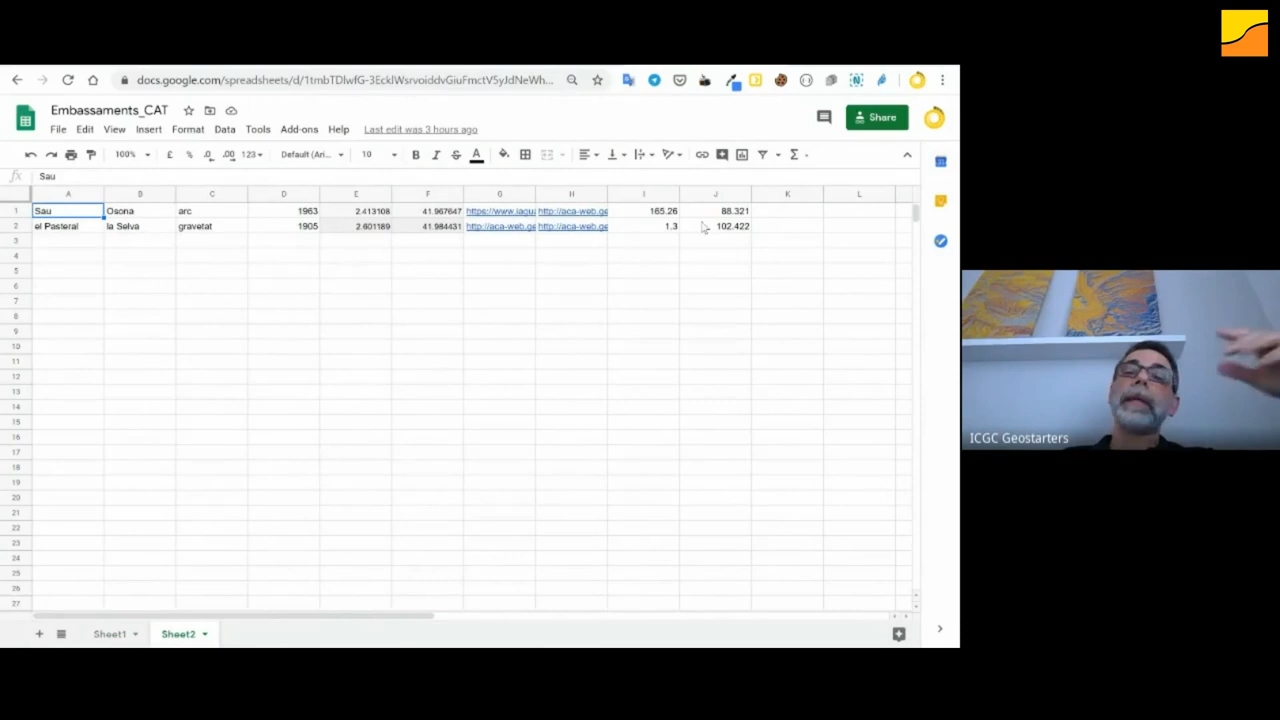 docs.google.com/spreadsheets/d/1tmbTDlwfG-3EcklWsrvoiddvGiuFmctV5yJdNeWh...
Embassaments_CAT
File Edit View Insert Format Data Tools Add-ons Help Last edit was 3 hours ago
Share
100% £ % .0 .00 123 Default (Ari... 10 B I S A
fx Sau
A B C D E F G H I J K L
1 Sau Osona arc 1963 2.413108 41.967647 https://www.iagua http://aca-web.ge 165.26 88.321
2 el Pasteral la Selva gravetat 1905 2.601189 41.984431 http://aca-web.ge http://aca-web.ge 1.3 102.422
3
4
5
6
7
8
9
10
11
12
13
14
15
16
17
18
19
20
21
22
23
24
25
26
27
Sheet1 Sheet2
ICGC Geostarters